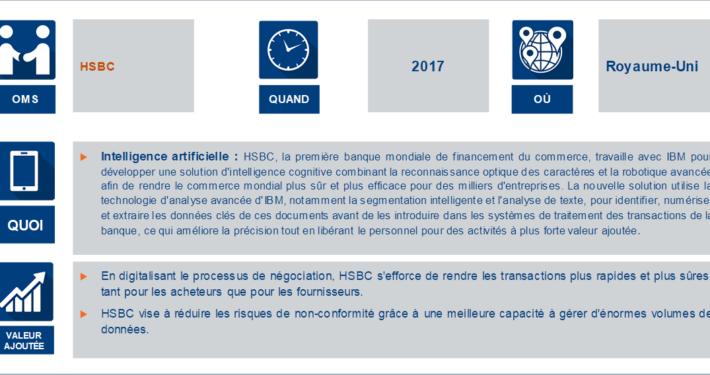 HSBC
OMS
2017
QUAND
Royaume-Uni
OÙ
Intelligence artificielle : HSBC, la première banque mondiale de financement du commerce, travaille avec IBM pour
développer une solution d'intelligence cognitive combinant la reconnaissance optique des caractères et la robotique avancée
afin de rendre le commerce mondial plus sûr et plus efficace pour des milliers d'entreprises. La nouvelle solution utilise la
technologie d'analyse avancée d'IBM, notamment la segmentation intelligente et l'analyse de texte, pour identifier, numérise
et extraire les données clés de ces documents avant de les introduire dans les systèmes de traitement des transactions de la
banque, ce qui améliore la précision tout en libérant le personnel pour des activités à plus forte valeur ajoutée.
QUOI
En digitalisant le processus de négociation, HSBC s'efforce de rendre les transactions plus rapides et plus sûres
tant pour les acheteurs que pour les fournisseurs.
HSBC vise à réduire les risques de non-conformité grâce à une meilleure capacité à gérer d'énormes volumes de
données.
VALEUR
AJOUTÉE